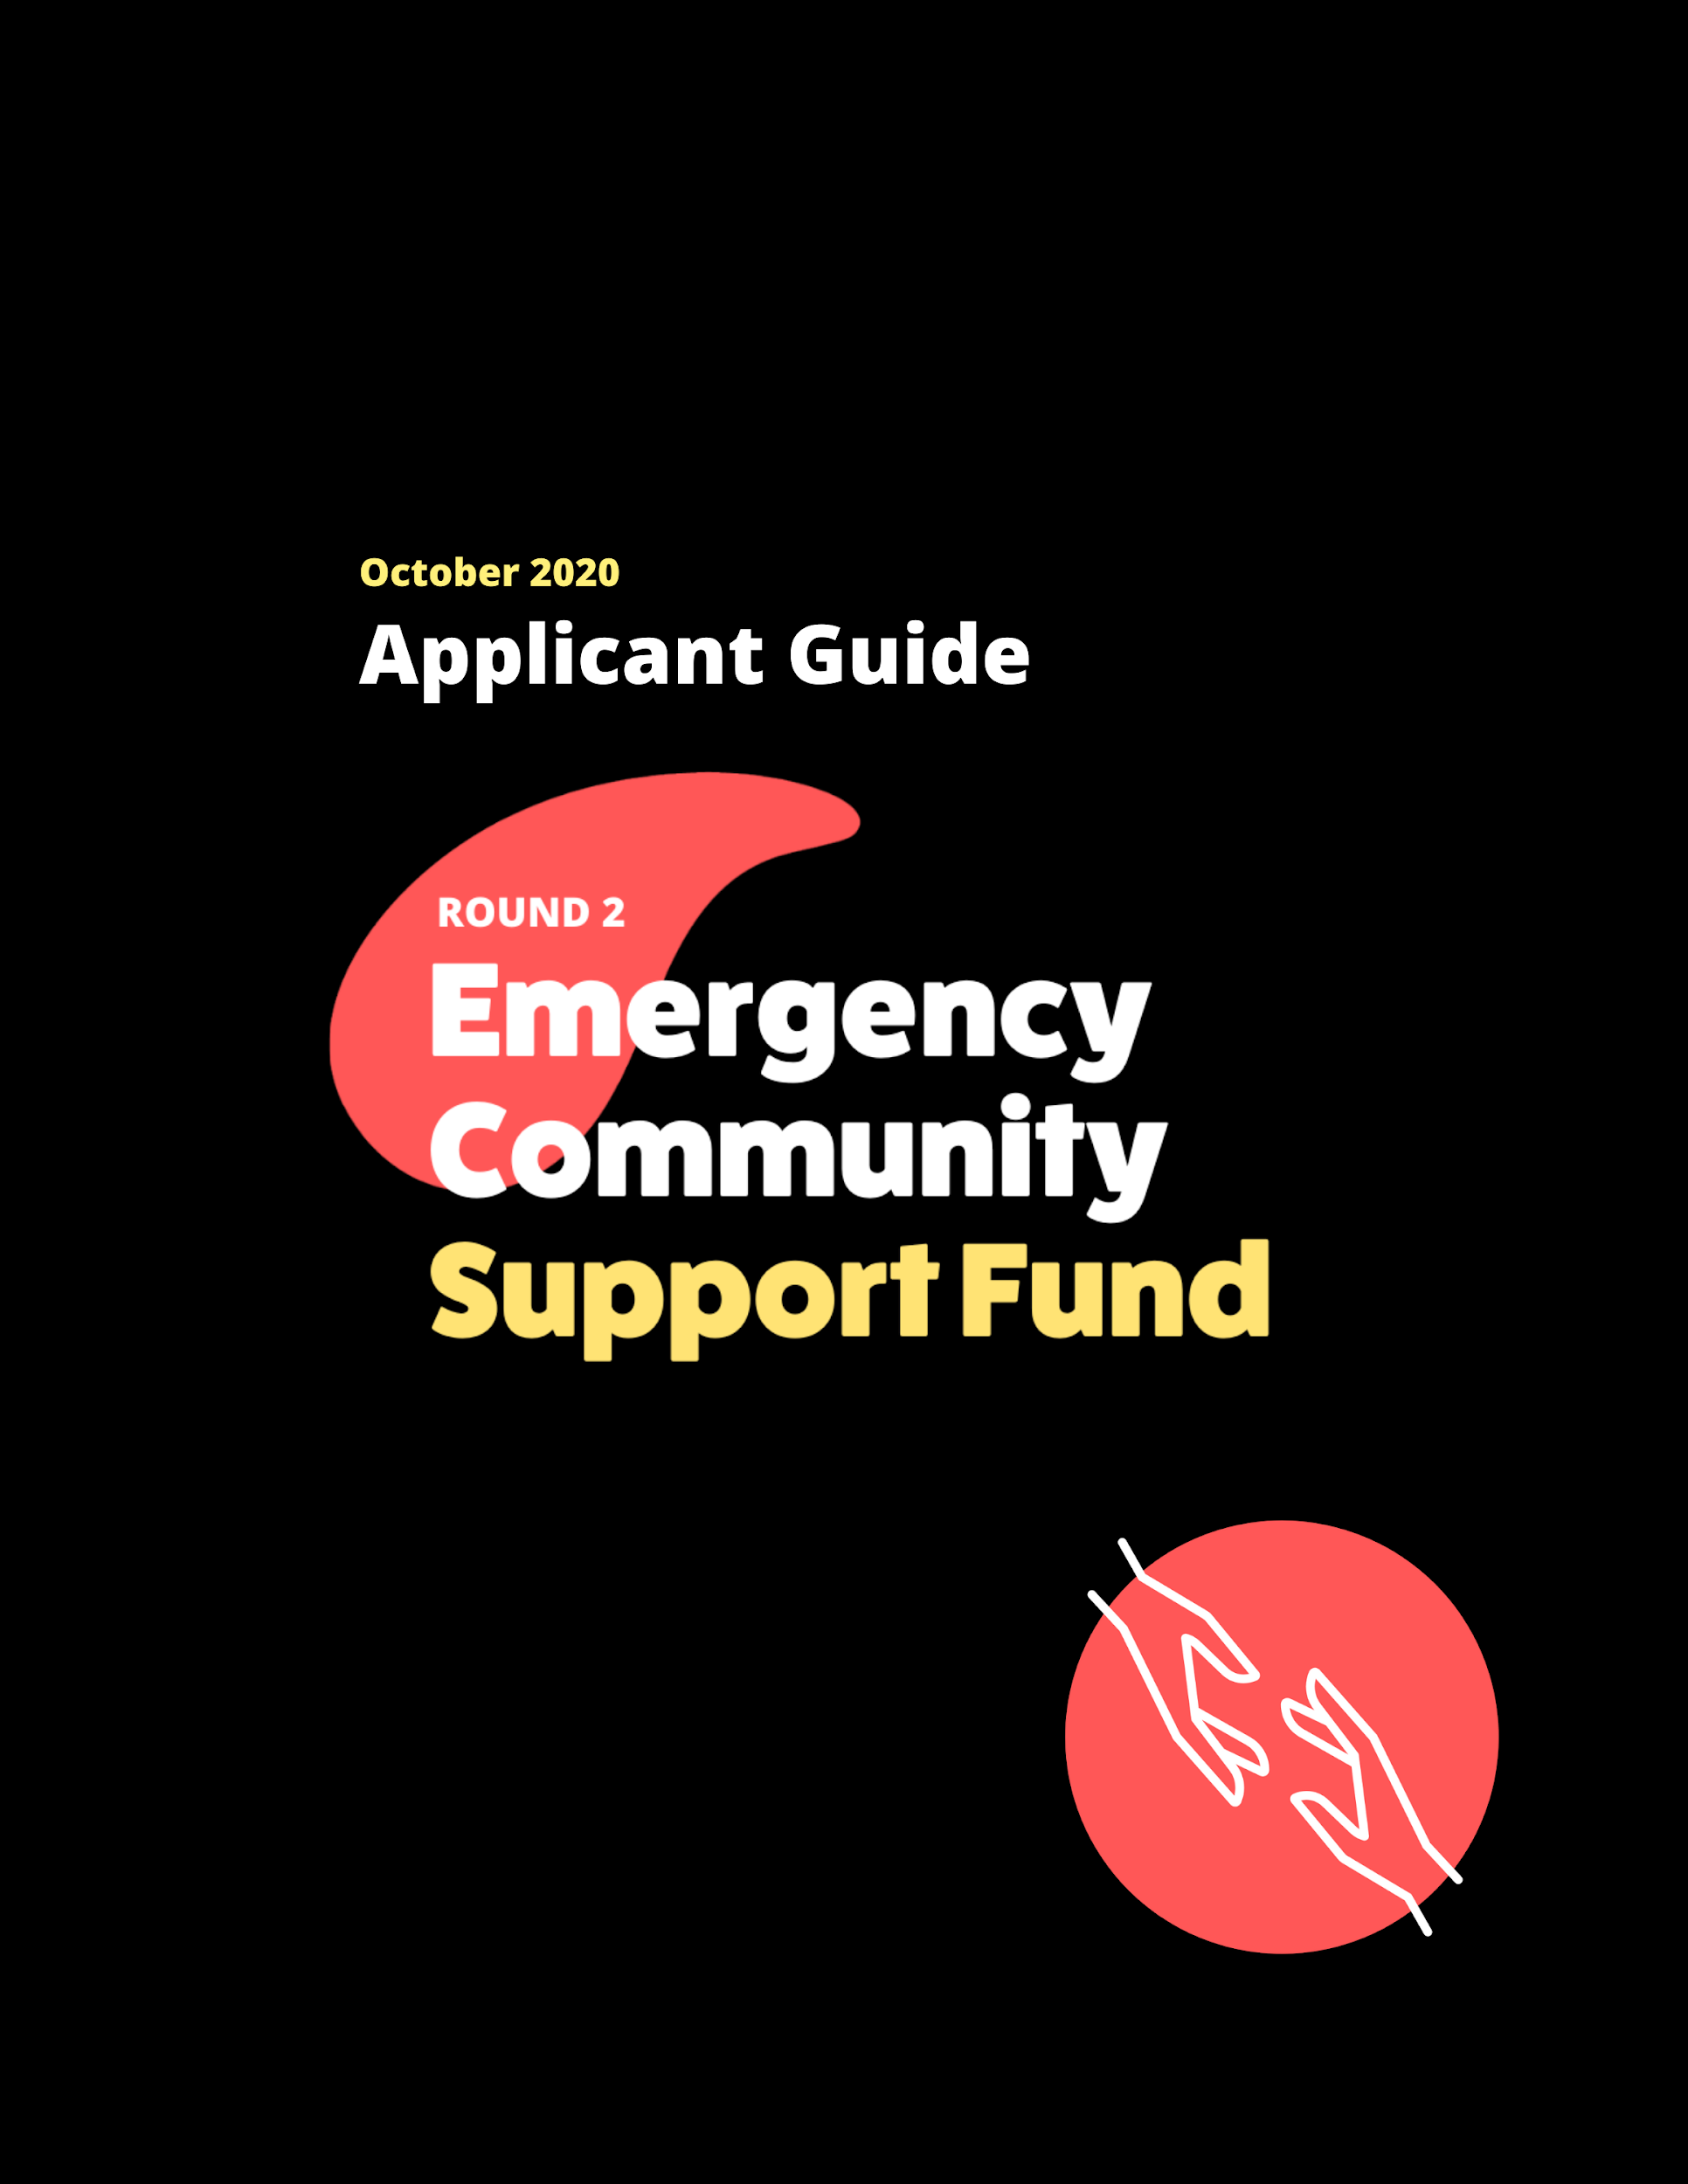 October 2020
Applicant Guide
ROUND 2
Emergency
Community
Support Fund